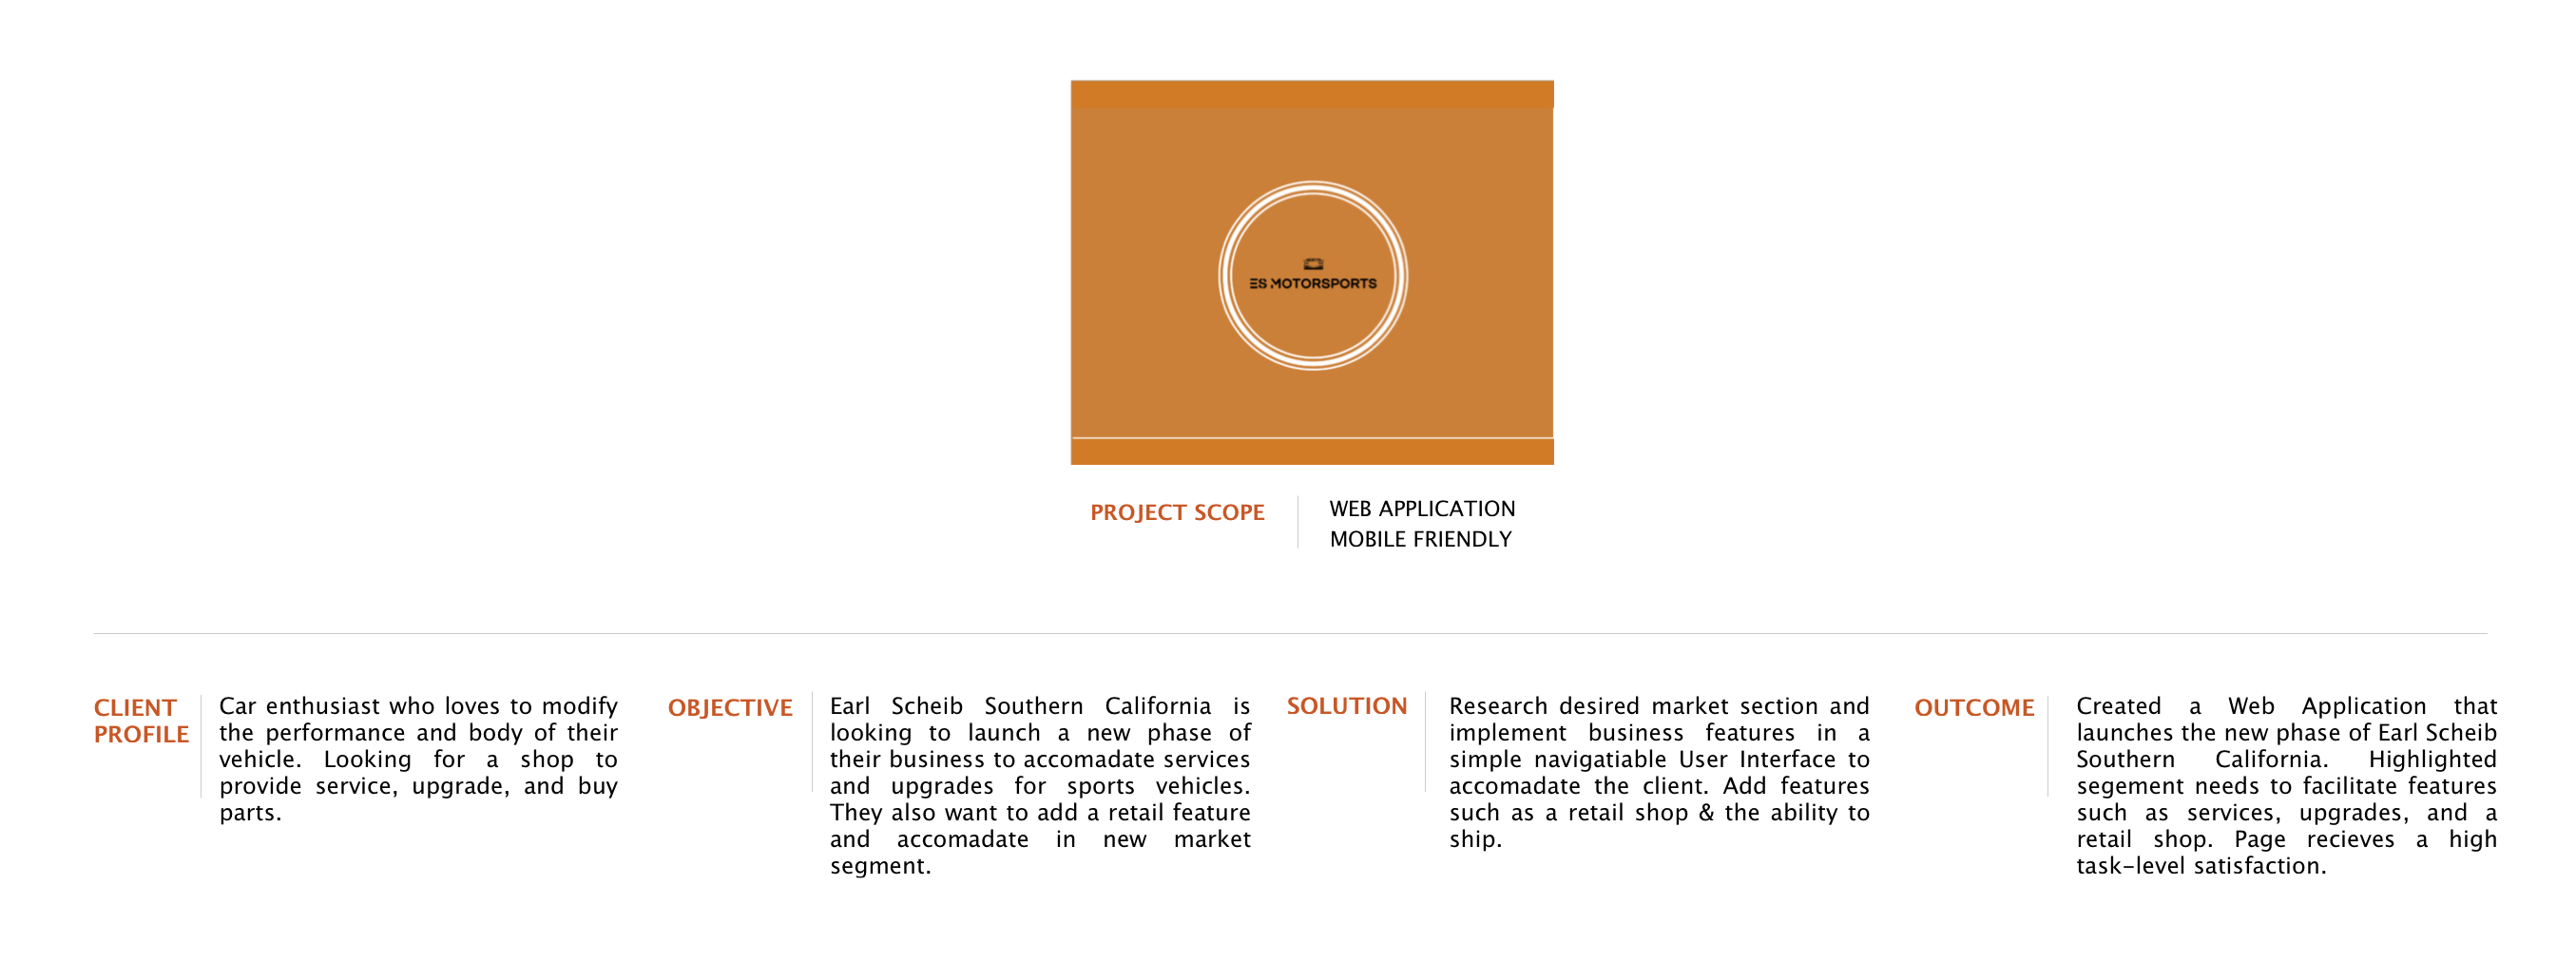 ES MOTORSPORTS
PROJECT SCOPE
WEB APPLICATION
MOBILE FRIENDLY
CLIENT
PROFILE
Car enthusiast who loves to modify
the performance and body of their
vehicle. Looking for a shop to
provide service, upgrade, and buy
parts.
OBJECTIVE
Earl Scheib Southern California is
looking to launch a new phase of
their business to accomadate services
and upgrades for sports vehicles.
They also want to add a retail feature
and accomadate in new market
segment.
SOLUTION
Research desired market section and
implement business features in a
simple navigatiable User Interface to
accomadate the client. Add features
such as a retail shop & the ability to
ship.
OUTCOME
Created a Web Application that
launches the new phase of Earl Scheib
Southern California. Highlighted
segement needs to facilitate features
such as services, upgrades, and a
retail shop. Page recieves a high
task-level satisfaction.